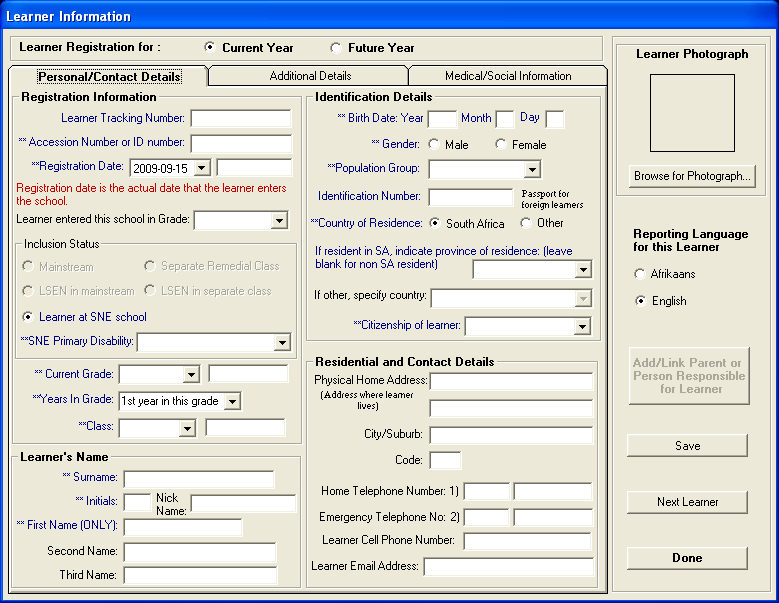 Learner Information
Learner Registration for : Current Year Future Year
Personal/Contact Details Additional Details Medical/Social Information
Registration Information
Learner Tracking Number:
** Accession Number or ID number:
**Registration Date: 2009-09-15
Registration date is the actual date that the learner enters
the school.
Learner entered this school in Grade:
Inclusion Status
Mainstream Separate Remedial Class
LSEN in mainstream LSEN in separate class
Learner at SNE school
**SNE Primary Disability:
** Current Grade:
**Years In Grade: 1st year in this grade
**Class:
Learner's Name
** Surname:
** Initials: Nick
Name:
** First Name (ONLY):
Second Name:
Third Name:
Identification Details
** Birth Date: Year Month Day
** Gender: Male Female
**Population Group:
Identification Number: Passport for
foreign learners
**Country of Residence: South Africa Other
If resident in SA, indicate province of residence: (leave
blank for non SA resident)
If other, specify country:
**Citizenship of learner:
Residential and Contact Details
Physical Home Address:
(Address where learner
lives)
City/Suburb:
Code:
Home Telephone Number: 1)
Emergency Telephone No: 2)
Learner Cell Phone Number:
Learner Email Address:
Learner Photograph
Browse for Photograph...
Reporting Language
for this Learner
Afrikaans
English
Add/Link Parent or
Person Responsible
for Learner
Save
Next Learner
Done